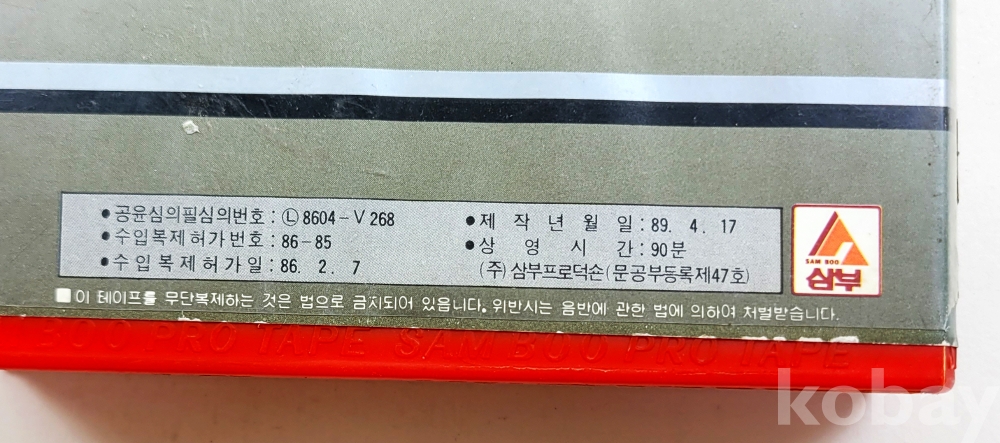 ● 공윤심의필심의번호 : Ⓛ 8604-V 268
● 수입복제허가번호 : 86-85
● 수입복제허가일 : 86. 2. 7
● 제작년월일 : 89. 4. 17
● 상영시간 : 90분
(주) 삼부프로덕숀 (문공부등록제47호)
SAM BOO
삼부
■ 이 테이프를 무단복제하는 것은 법으로 금치되어 있읍니다. 위반시는 음반에 관한 법에 의하여 처벌받습니다.
BOO PRO TAPE SAM BOO PRO TAPE
kobay